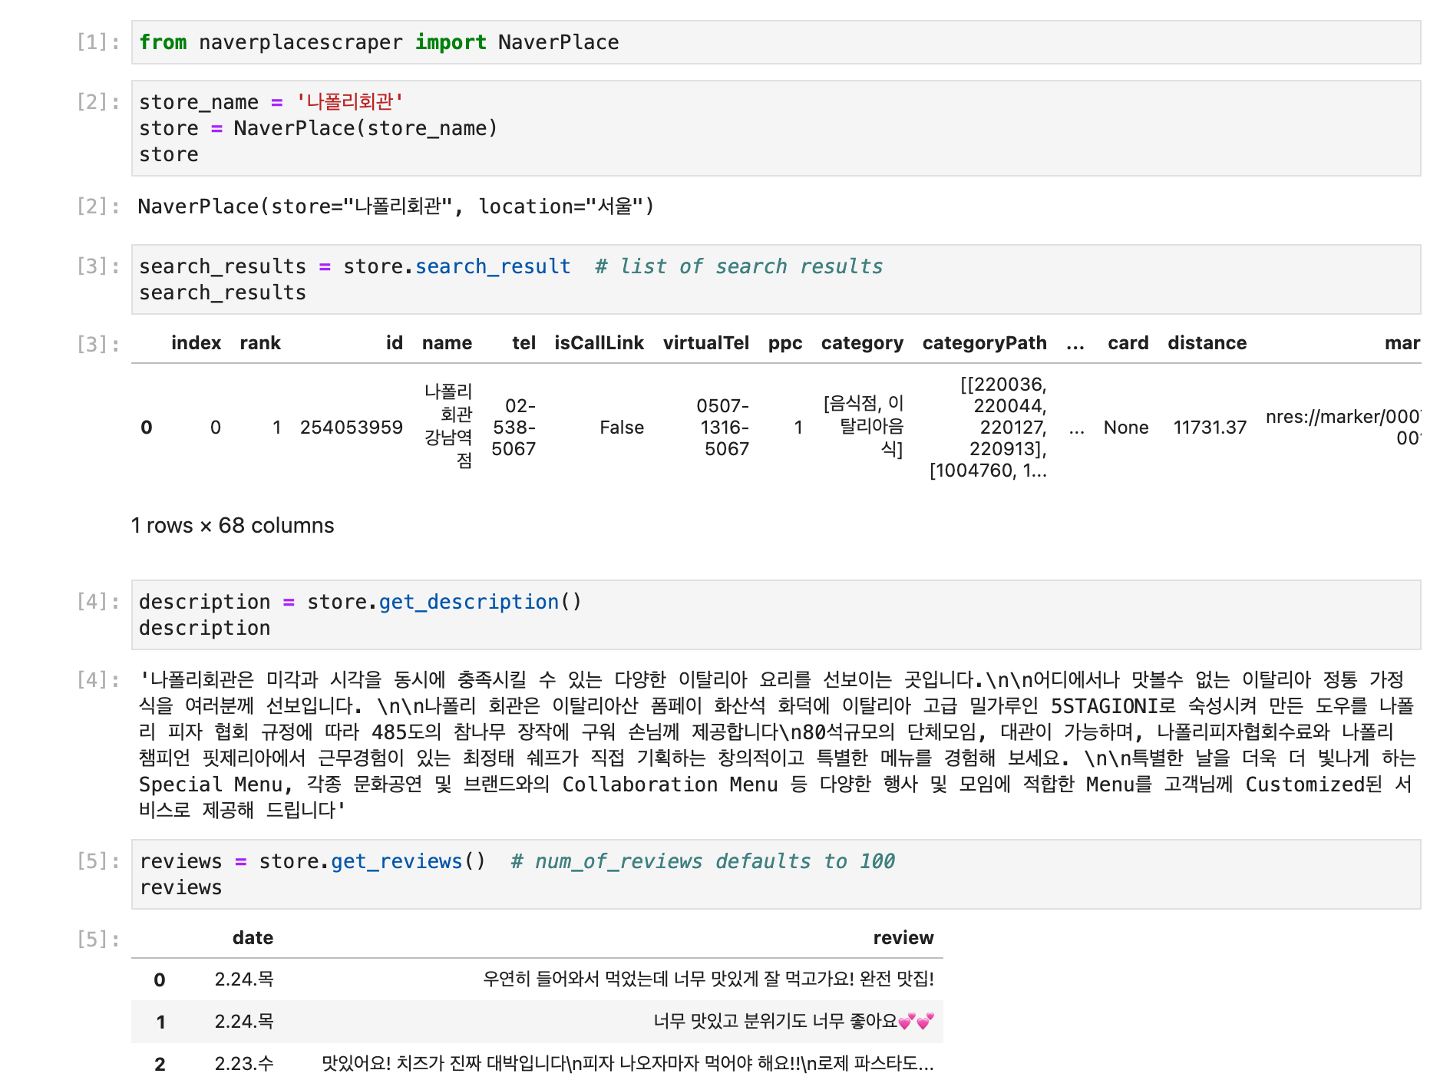 [1]: from naverplacescraper import NaverPlace
[2]: store_name = '나폴리회관'
store = NaverPlace(store_name)
store
[2]: NaverPlace(store="나폴리회관", location="서울")
[3]: search_results = store.search_result # list of search results
search_results
[3]: index rank id name tel isCallLink virtualTel ppc category categoryPath ... card distance mar
0 0 1 254053959 나폴리회관 강남역점 02-538-5067 False 0507-1316-5067 1 [음식점, 이탈리아음식] [[220036, 220044, 220127, 220913], [1004760, 1... ... None 11731.37 nres://marker/000 00
1 rows × 68 columns
[4]: description = store.get_description()
description
[4]: '나폴리회관은 미각과 시각을 동시에 충족시킬 수 있는 다양한 이탈리아 요리를 선보이는 곳입니다.\n\n어디에서나 맛볼수 없는 이탈리아 정통 가정
식을 여러분께 선보입니다. \n\n나폴리 회관은 이탈리아산 폼페이 화산석 화덕에 이탈리아 고급 밀가루인 5STAGIONI로 숙성시켜 만든 도우를 나폴
리 피자 협회 규정에 따라 485도의 참나무 장작에 구워 손님께 제공합니다\n80석규모의 단체모임, 대관이 가능하며, 나폴리피자협회수료와 나폴리
챔피언 핏제리아에서 근무경험이 있는 최정태 쉐프가 직접 기획하는 창의적이고 특별한 메뉴를 경험해 보세요. \n\n특별한 날을 더욱 더 빛나게 하는
Special Menu, 각종 문화공연 및 브랜드와의 Collaboration Menu 등 다양한 행사 및 모임에 적합한 Menu를 고객님께 Customized된 서
비스로 제공해 드립니다'
[5]: reviews = store.get_reviews() # num_of_reviews defaults to 100
reviews
[5]: date review
0 2.24.목 우연히 들어와서 먹었는데 너무 맛있게 잘 먹고가요! 완전 맛집!
1 2.24.목 너무 맛있고 분위기도 너무 좋아요💕💕
2 2.23.수 맛있어요! 치즈가 진짜 대박입니다\n피자 나오자마자 먹어야 해요!!\n로제 파스타도...